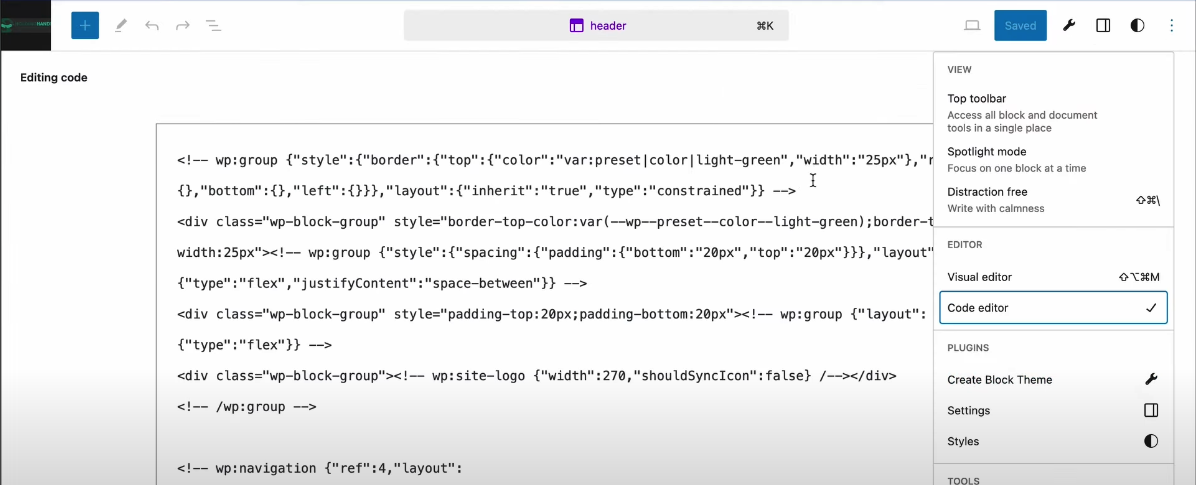 HAND
header
⌘K
Saved
Editing code
<!-- wp:group {"style":{"border":{"top":{"color":"var:preset|color|light-green","width":"25px"},"r
{},"bottom":{},"left":{}}},"layout":{"inherit":"true","type":"constrained"}} -->
<div class="wp-block-group" style="border-top-color:var(--wp--preset--color--light-green);border-t
width:25px"><!-- wp:group {"style":{"spacing":{"padding":{"bottom":"20px","top":"20px"}}},"layout"
{"type":"flex","justifyContent":"space-between"}} -->
<div class="wp-block-group" style="padding-top:20px;padding-bottom:20px"><!-- wp:group {"layout":
{"type":"flex"}} -->
<div class="wp-block-group"><!-- wp:site-logo {"width":270,"shouldSyncIcon":false} /--></div>
<!-- /wp:group -->
<!-- wp:navigation {"ref":4,"layout":
VIEW
Top toolbar
Access all block and document
tools in a single place
Spotlight mode
Focus on one block at a time
Distraction free
Write with calmness
⇧⌘\
EDITOR
Visual editor ⇧⌥⌘M
Code editor ✓
PLUGINS
Create Block Theme
Settings
Styles
TOOLS